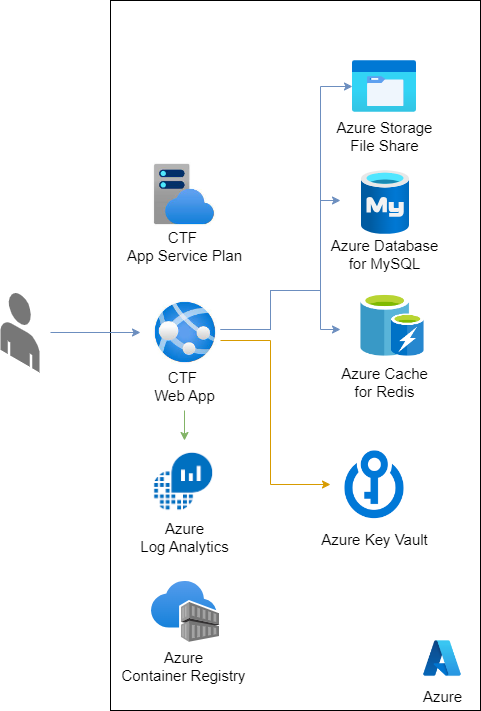 Azure Storage
File Share
CTF
App Service Plan
My
Azure Database
for MySQL
CTF
Web App
Azure Cache
for Redis
Azure
Log Analytics
Azure Key Vault
Azure
Container Registry
Azure